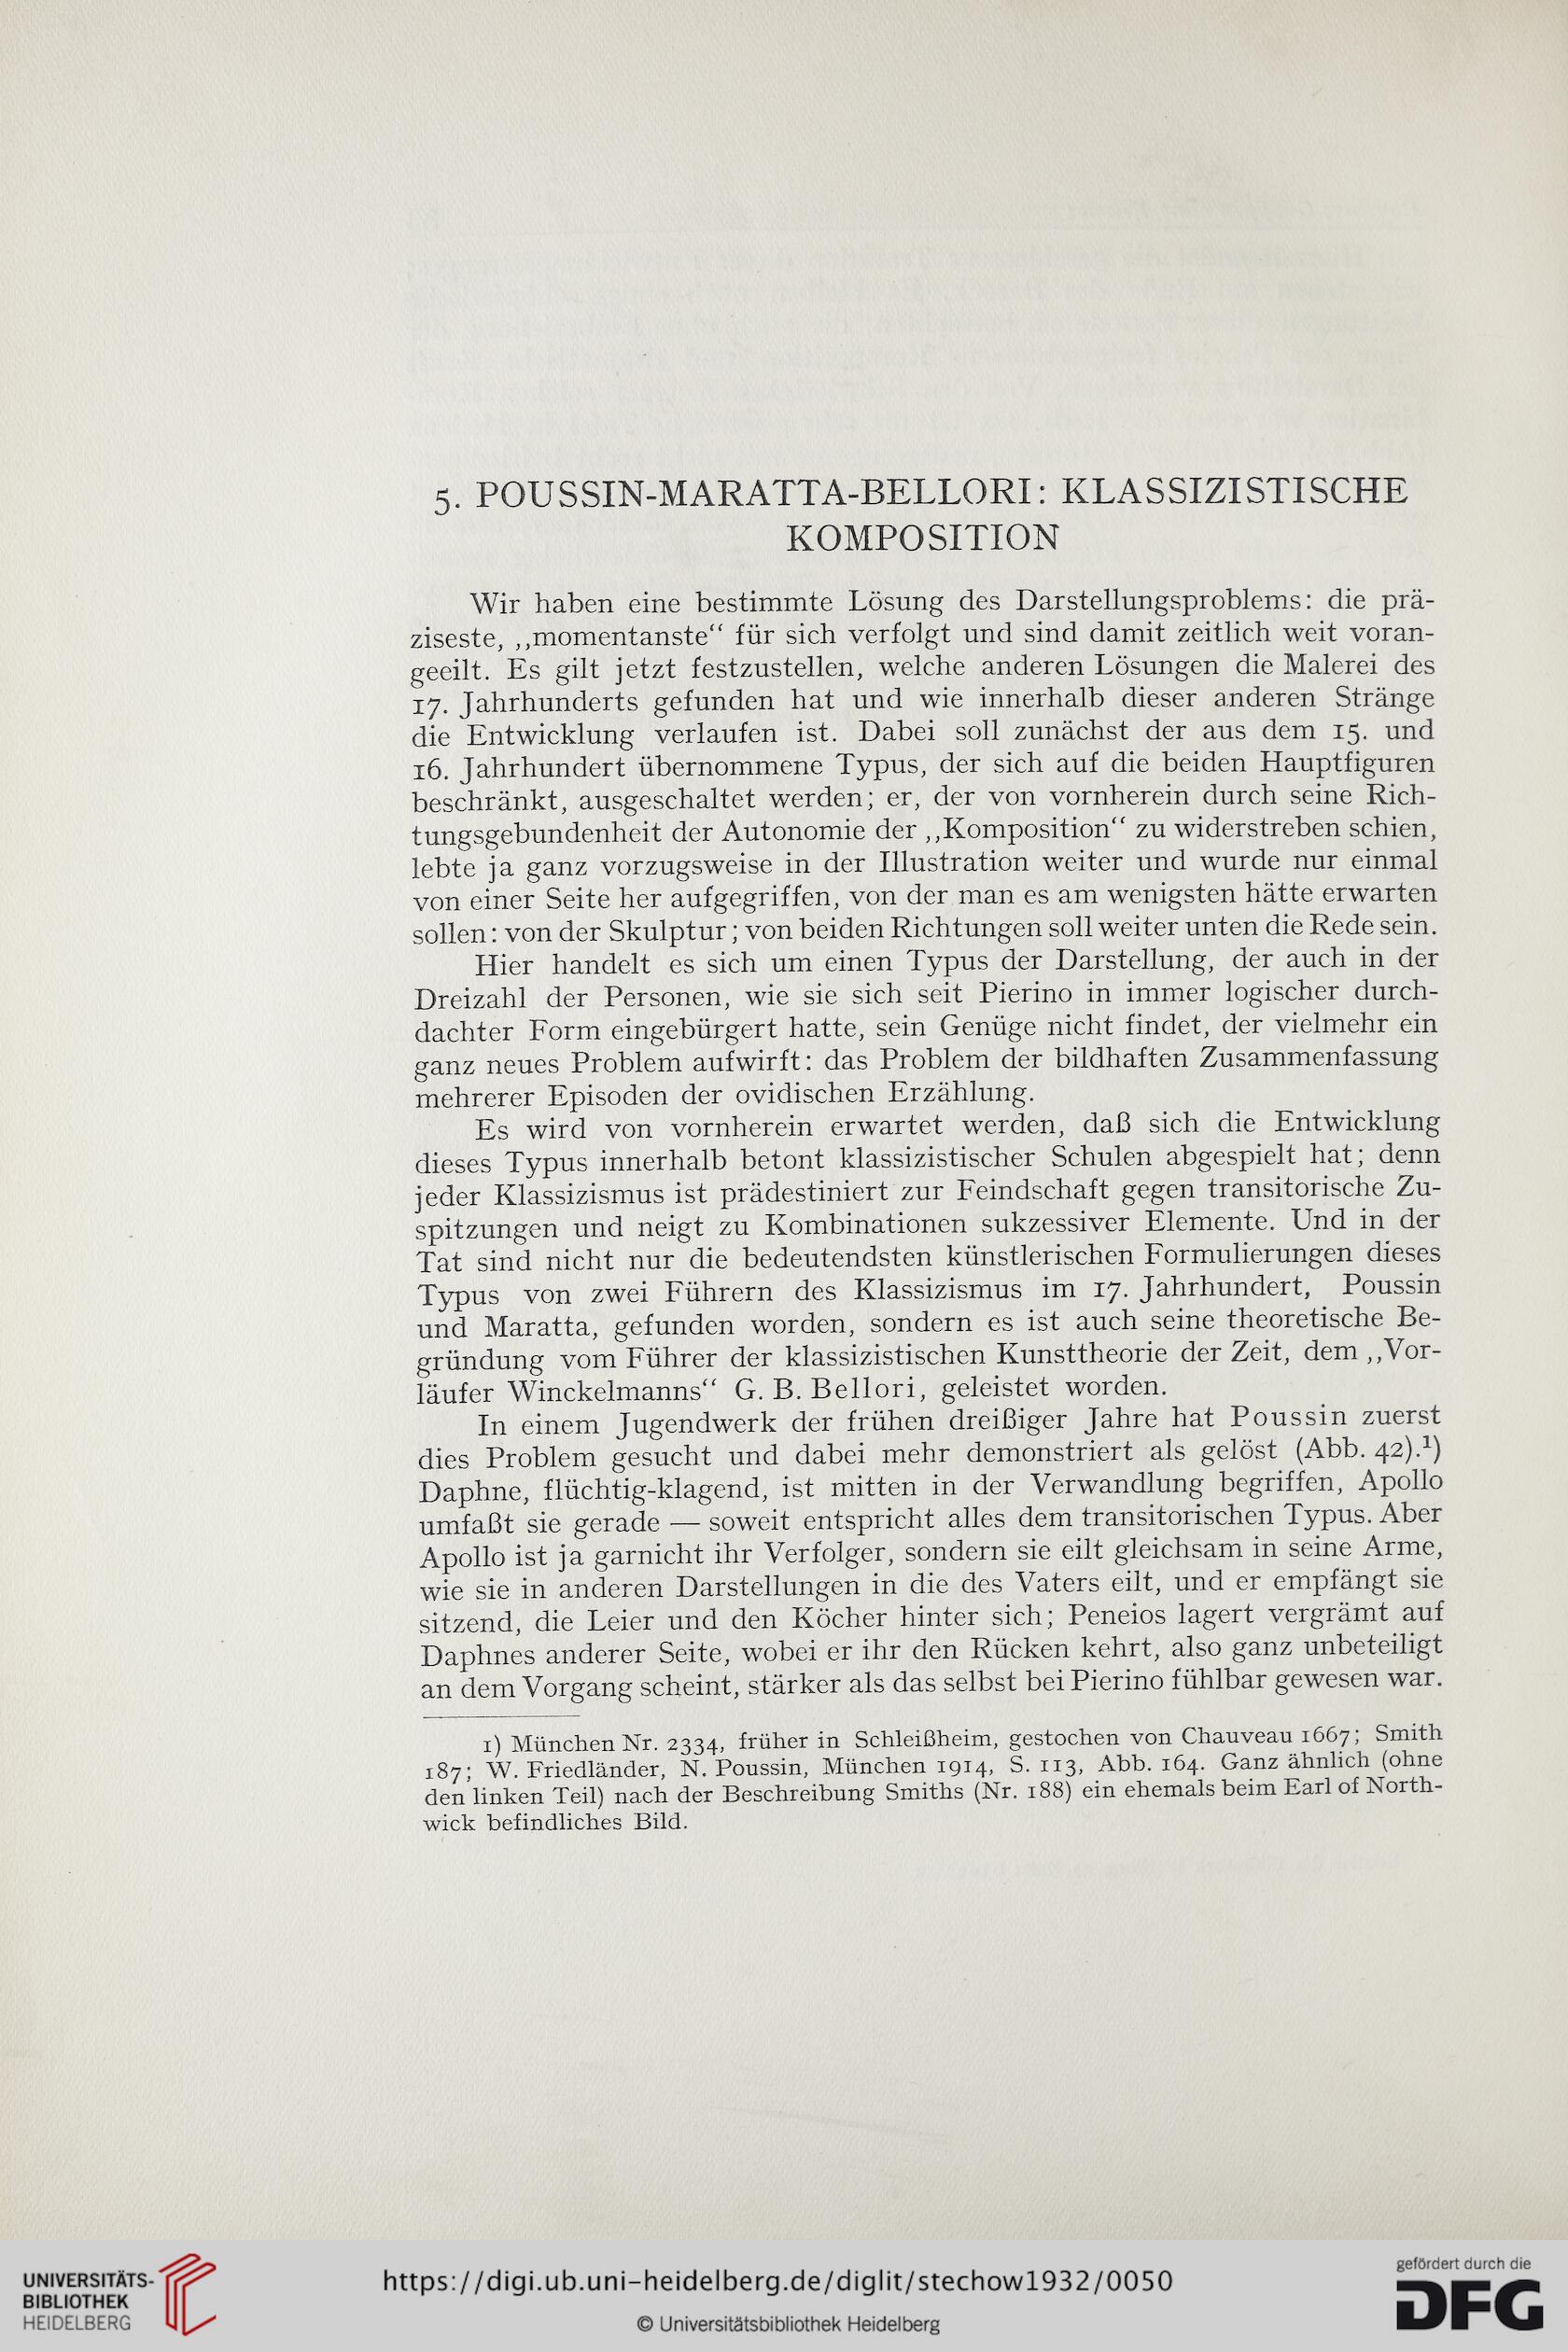 5. POUSSIN-MARATTA-BELLORI: KLASSIZISTISCHE
KOMPOSITION
Wir haben eine bestimmte Lösung des Darstellungsproblems: die prä-
ziseste, ,,momentanste“ für sich verfolgt und sind damit zeitlich weit voran-
geeilt. Es gilt jetzt festzustellen, welche anderen Lösungen die Malerei des
17. Jahrhunderts gefunden hat und wie innerhalb dieser anderen Stränge
die Entwicklung verlaufen ist. Dabei soll zunächst der aus dem 15. und
16. Jahrhundert übernommene Typus, der sich auf die beiden Hauptfiguren
beschränkt, ausgeschaltet werden; er, der von vornherein durch seine Rich-
tungsgebundenheit der Autonomie der ,,Komposition“ zu widerstreben schien,
lebte ja ganz vorzugsweise in der Illustration weiter und wurde nur einmal
von einer Seite her aufgegriffen, von der man es am wenigsten hätte erwarten
sollen: von der Skulptur; von beiden Richtungen soll weiter unten die Rede sein.
Hier handelt es sich um einen Typus der Darstellung, der auch in der
Dreizahl der Personen, wie sie sich seit Pierino in immer logischer durch-
dachter Form eingebürgert hatte, sein Genüge nicht findet, der vielmehr ein
ganz neues Problem aufwirft: das Problem der bildhaften Zusammenfassung
mehrerer Episoden der ovidischen Erzählung.
Es wird von vornherein erwartet werden, daß sich die Entwicklung
dieses Typus innerhalb betont klassizistischer Schulen abgespielt hat; denn
jeder Klassizismus ist prädestiniert zur Feindschaft gegen transitorische Zu-
spitzungen und neigt zu Kombinationen sukzessiver Elemente. Und in der
Tat sind nicht nur die bedeutendsten künstlerischen Formulierungen dieses
Typus von zwei Führern des Klassizismus im 17. Jahrhundert, Poussin
und Maratta, gefunden worden, sondern es ist auch seine theoretische Be-
gründung vom Führer der klassizistischen Kunsttheorie der Zeit, dem ,,Vor-
läufer Winckelmanns“ G. B. Bellori, geleistet worden.
In einem Jugendwerk der frühen dreißiger Jahre hat Poussin zuerst
dies Problem gesucht und dabei mehr demonstriert als gelöst (Abb. 42).¹)
Daphne, flüchtig-klagend, ist mitten in der Verwandlung begriffen, Apollo
umfaßt sie gerade — soweit entspricht alles dem transitorischen Typus. Aber
Apollo ist ja garnicht ihr Verfolger, sondern sie eilt gleichsam in seine Arme,
wie sie in anderen Darstellungen in die des Vaters eilt, und er empfängt sie
sitzend, die Leier und den Köcher hinter sich; Peneios lagert vergrämt auf
Daphnes anderer Seite, wobei er ihr den Rücken kehrt, also ganz unbeteiligt
an dem Vorgang scheint, stärker als das selbst bei Pierino fühlbar gewesen war.
1) München Nr. 2334, früher in Schleißheim, gestochen von Chauveau 1667; Smith
187; W. Friedländer, N. Poussin, München 1914, S. 113, Abb. 164. Ganz ähnlich (ohne
den linken Teil) nach der Beschreibung Smiths (Nr. 188) ein ehemals beim Earl of North-
wick befindliches Bild.
UNIVERSITÄTS-
BIBLIOTHEK
HEIDELBERG
https://digi.ub.uni-heidelberg.de/diglit/stechow1932/0050
© Universitätsbibliothek Heidelberg
gefördert durch die
DFG